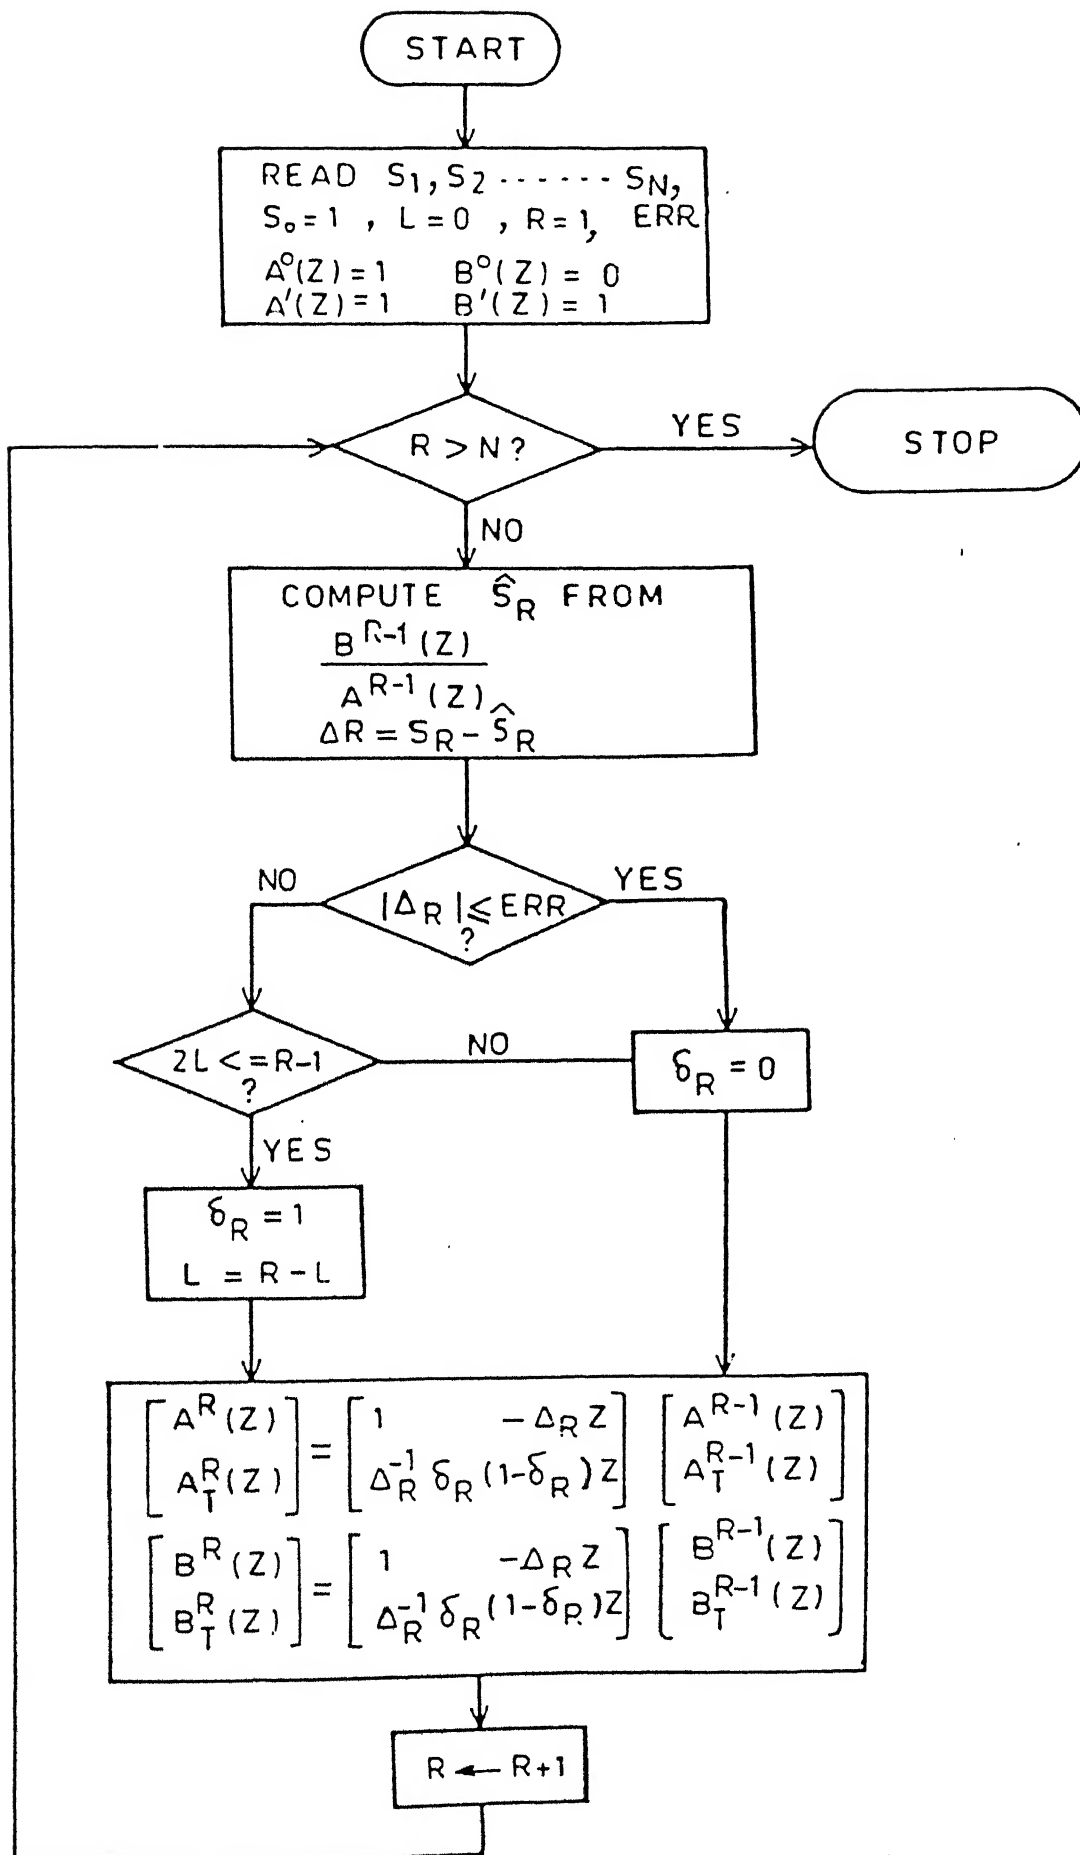 START
READ S₁, S₂ ------ S_N,
S₀ = 1 , L = 0 , R = 1, ERR
A⁰(Z) = 1 B⁰(Z) = 0
A'(Z) = 1 B'(Z) = 1
R > N ?
YES
STOP
NO
COMPUTE Ŝ_R FROM
B^{R-1}(Z)
A^{R-1}(Z)
ΔR = S_R - Ŝ_R
NO
YES
|Δ_R| ⩽ ERR
?
2L <= R-1
?
NO
δ_R = 0
YES
δ_R = 1
L = R - L
[A^R(Z)] = [1 -Δ_R Z] [A^{R-1}(Z)]
[A_T^R(Z)] [Δ_R^{-1} δ_R (1-δ_R)Z] [A_T^{R-1}(Z)]
[B^R(Z)] = [1 -Δ_R Z] [B^{R-1}(Z)]
[B_T^R(Z)] [Δ_R^{-1} δ_R (1-δ_R)Z] [B_T^{R-1}(Z)]
R ← R+1